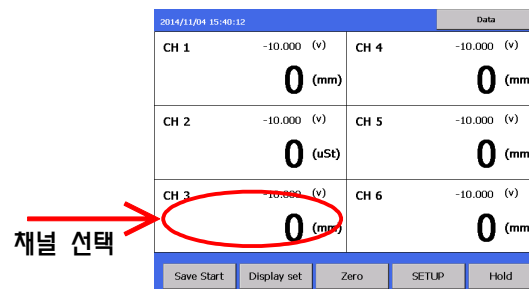 2014/11/04 15:40:12 Data
CH 1 -10.000 (v) CH 4 -10.000 (v)
0 (mm) 0 (mm
CH 2 -10.000 (v) CH 5 -10.000 (v)
0 (uSt) 0 (mm
CH 3 -10.000 (v) CH 6 -10.000 (v)
0 (mm) 0 (mm
채널 선택
Save Start Display set Zero SETUP Hold